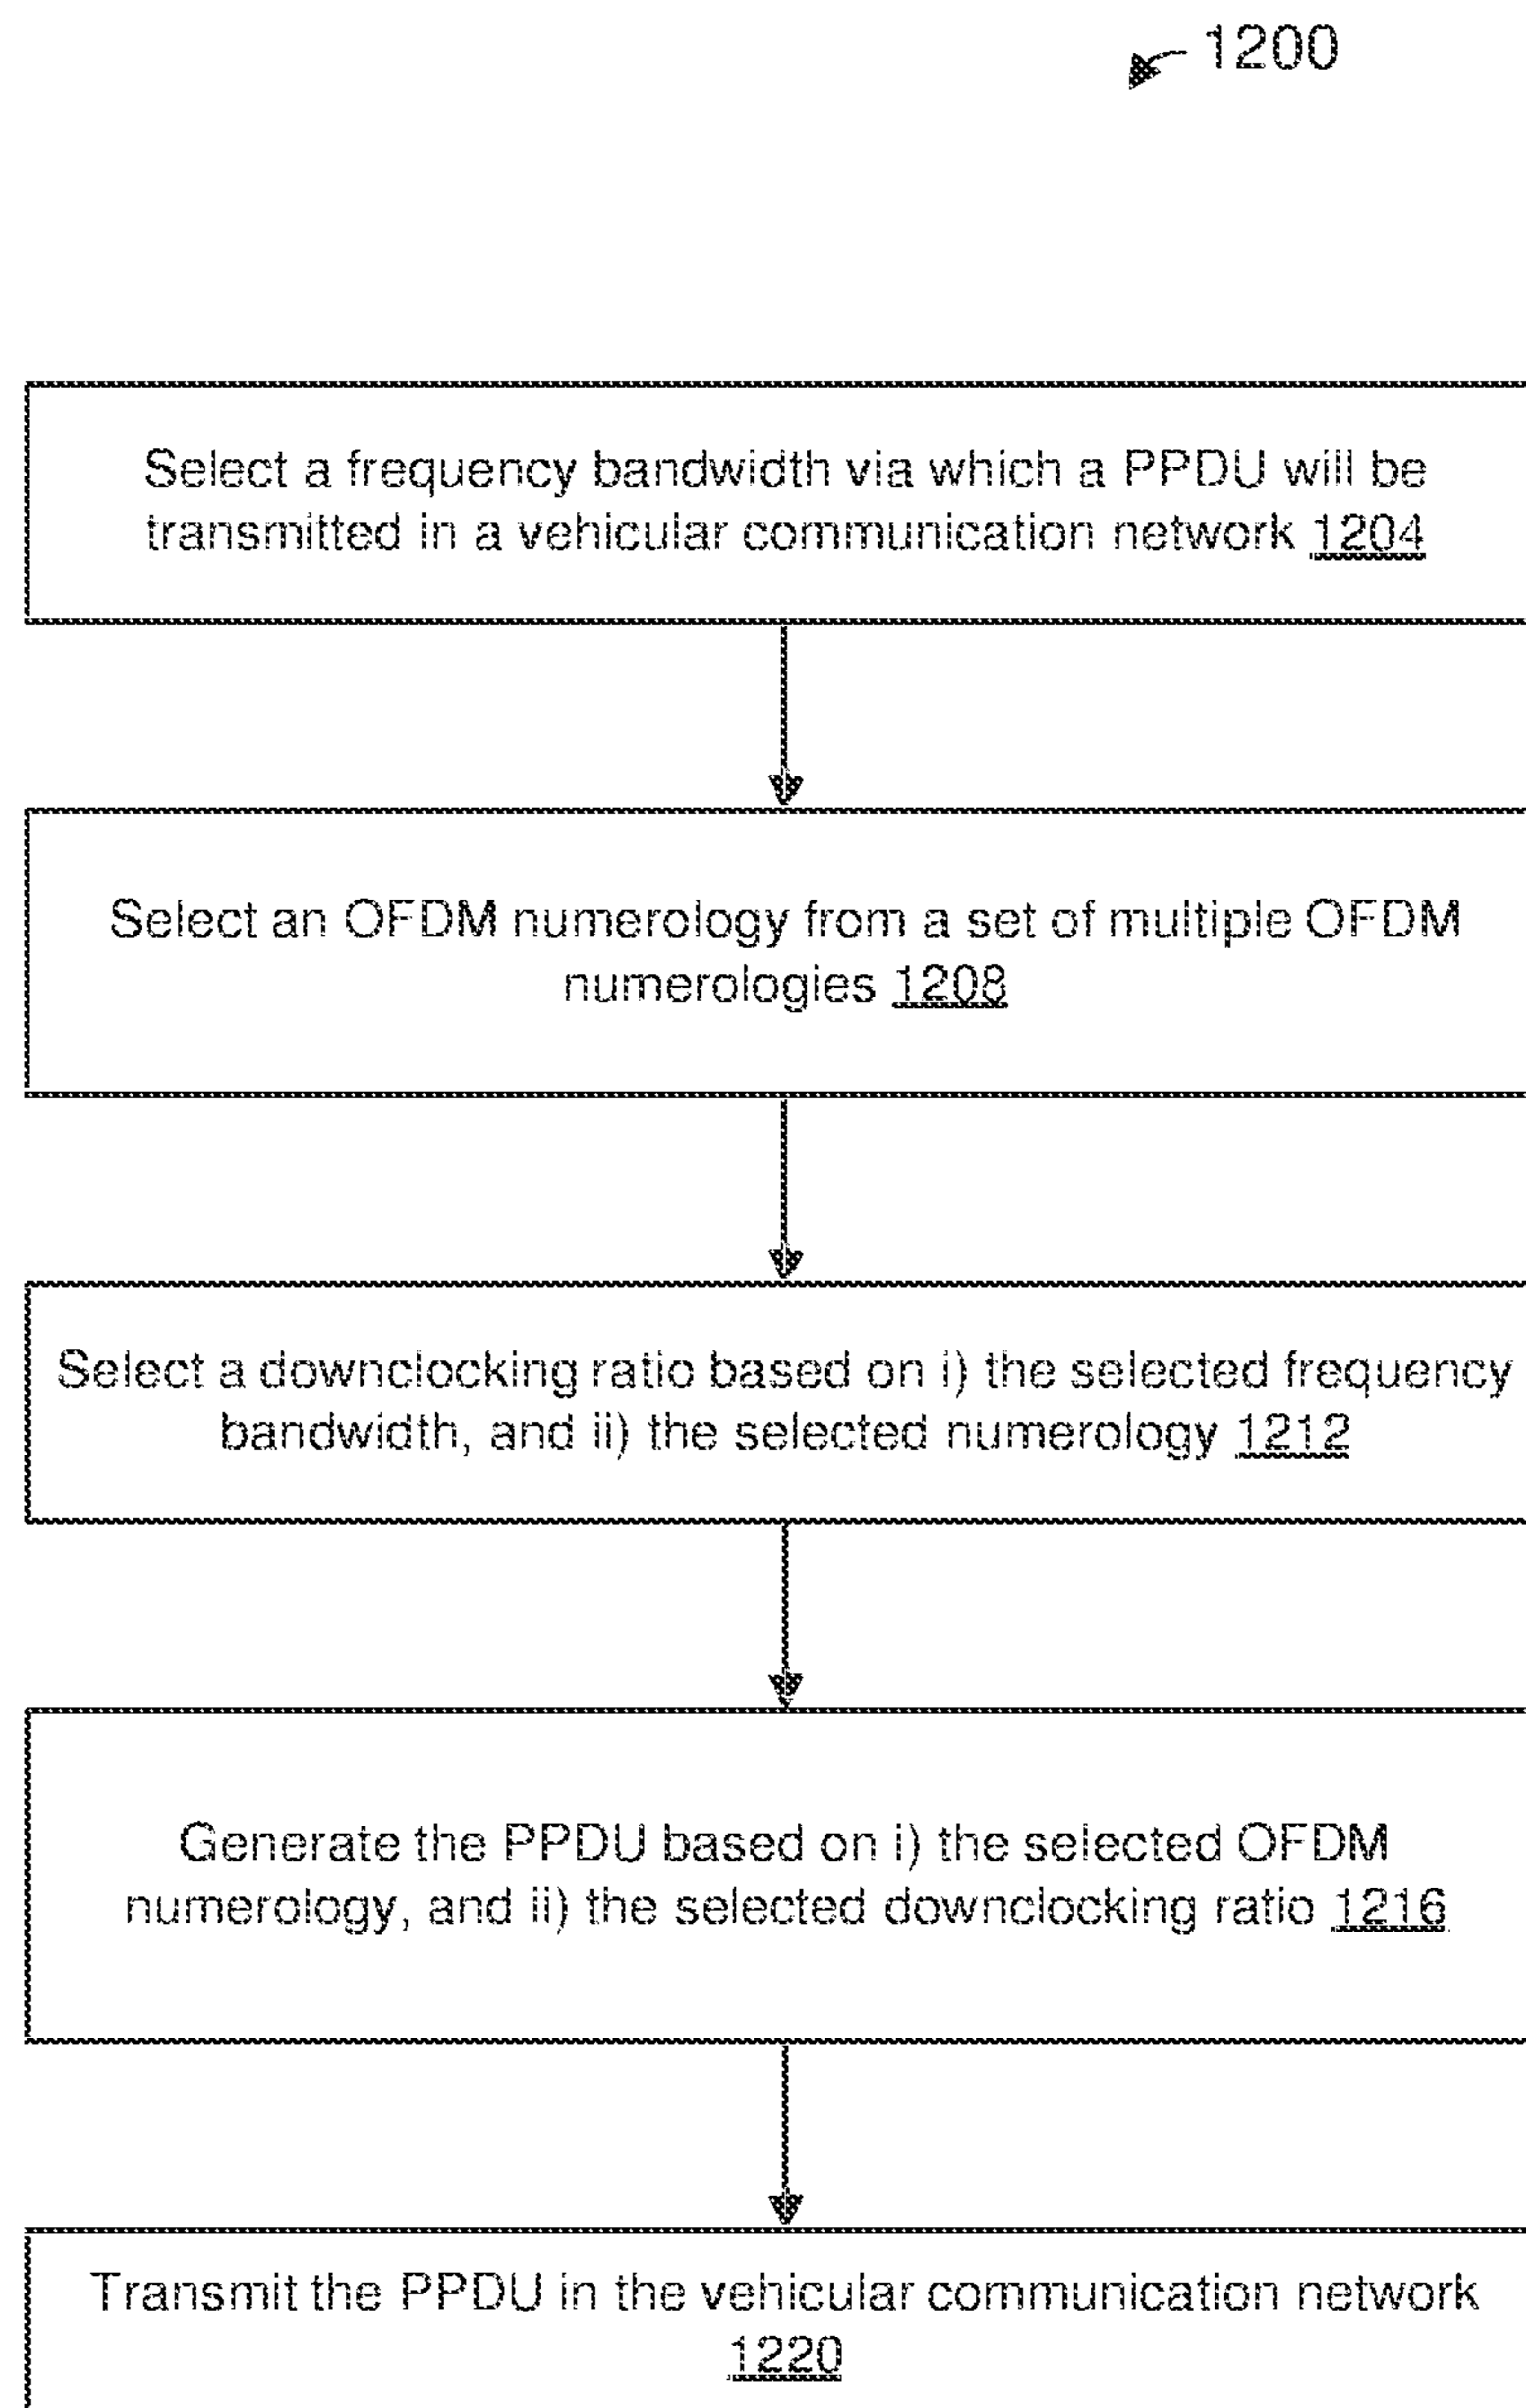 1200
Select a frequency bandwidth via which a PPDU will be
transmitted in a vehicular communication network 1204
Select an OFDM numerology from a set of multiple OFDM
numerologies 1208
Select a downclocking ratio based on i) the selected frequency
bandwidth, and ii) the selected numerology 1212
Generate the PPDU based on i) the selected OFDM
numerology, and ii) the selected downclocking ratio 1216
Transmit the PPDU in the vehicular communication network
1220